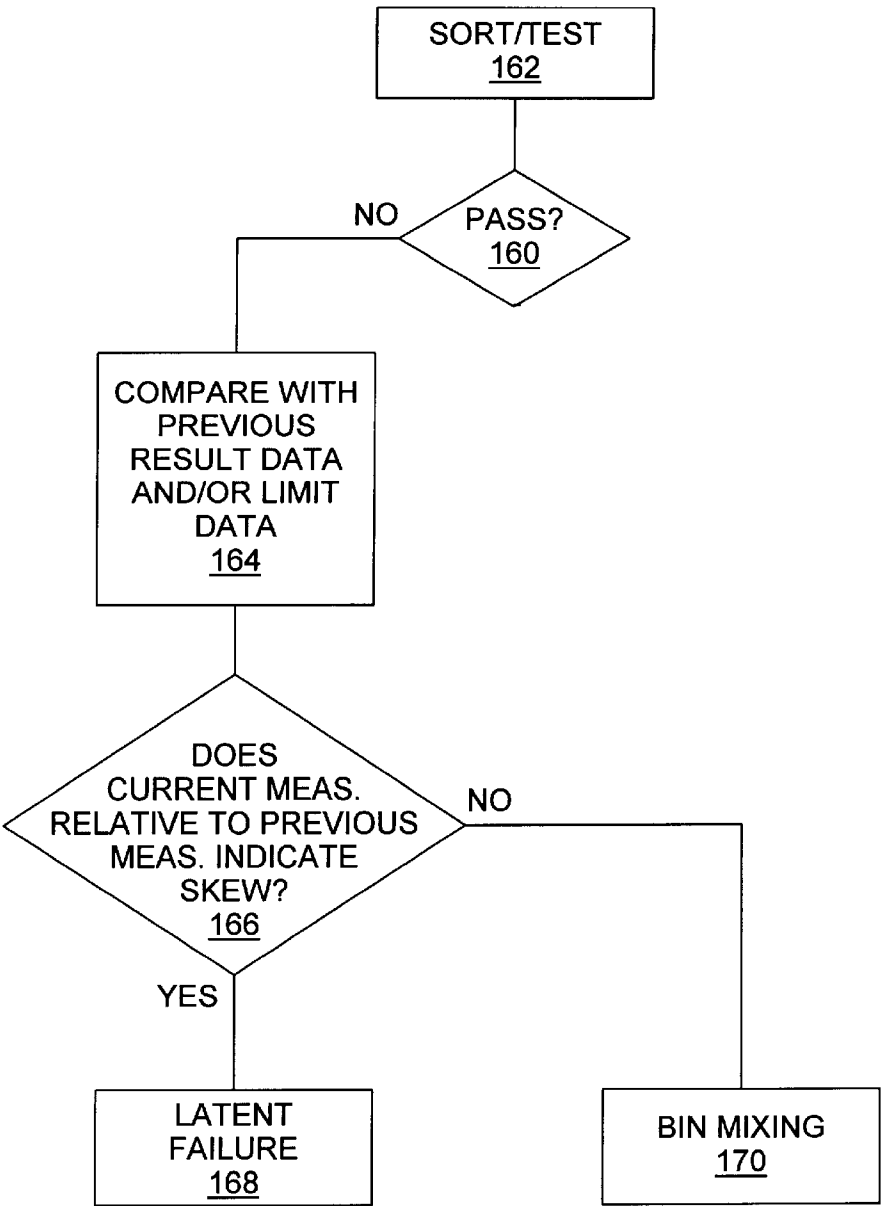 SORT/TEST
162
NO
PASS?
160
COMPARE WITH
PREVIOUS
RESULT DATA
AND/OR LIMIT
DATA
164
DOES
CURRENT MEAS.
RELATIVE TO PREVIOUS
MEAS. INDICATE
SKEW?
166
NO
YES
LATENT
FAILURE
168
BIN MIXING
170